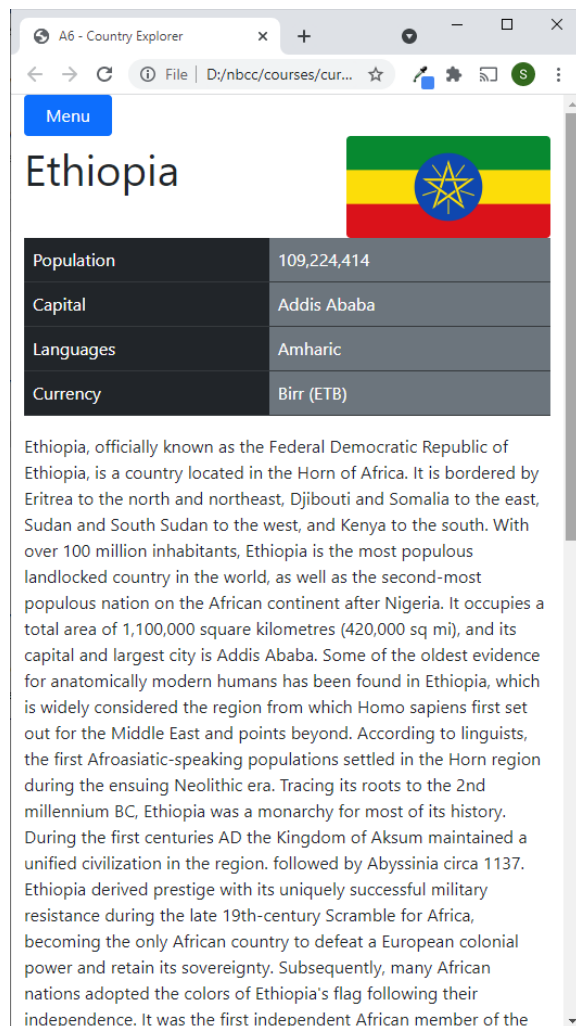 A6 - Country Explorer
File | D:/nbcc/courses/cur...
S
Menu
Ethiopia
Population 109,224,414
Capital Addis Ababa
Languages Amharic
Currency Birr (ETB)
Ethiopia, officially known as the Federal Democratic Republic of
Ethiopia, is a country located in the Horn of Africa. It is bordered by
Eritrea to the north and northeast, Djibouti and Somalia to the east,
Sudan and South Sudan to the west, and Kenya to the south. With
over 100 million inhabitants, Ethiopia is the most populous
landlocked country in the world, as well as the second-most
populous nation on the African continent after Nigeria. It occupies a
total area of 1,100,000 square kilometres (420,000 sq mi), and its
capital and largest city is Addis Ababa. Some of the oldest evidence
for anatomically modern humans has been found in Ethiopia, which
is widely considered the region from which Homo sapiens first set
out for the Middle East and points beyond. According to linguists,
the first Afroasiatic-speaking populations settled in the Horn region
during the ensuing Neolithic era. Tracing its roots to the 2nd
millennium BC, Ethiopia was a monarchy for most of its history.
During the first centuries AD the Kingdom of Aksum maintained a
unified civilization in the region. followed by Abyssinia circa 1137.
Ethiopia derived prestige with its uniquely successful military
resistance during the late 19th-century Scramble for Africa,
becoming the only African country to defeat a European colonial
power and retain its sovereignty. Subsequently, many African
nations adopted the colors of Ethiopia's flag following their
independence. It was the first independent African member of the